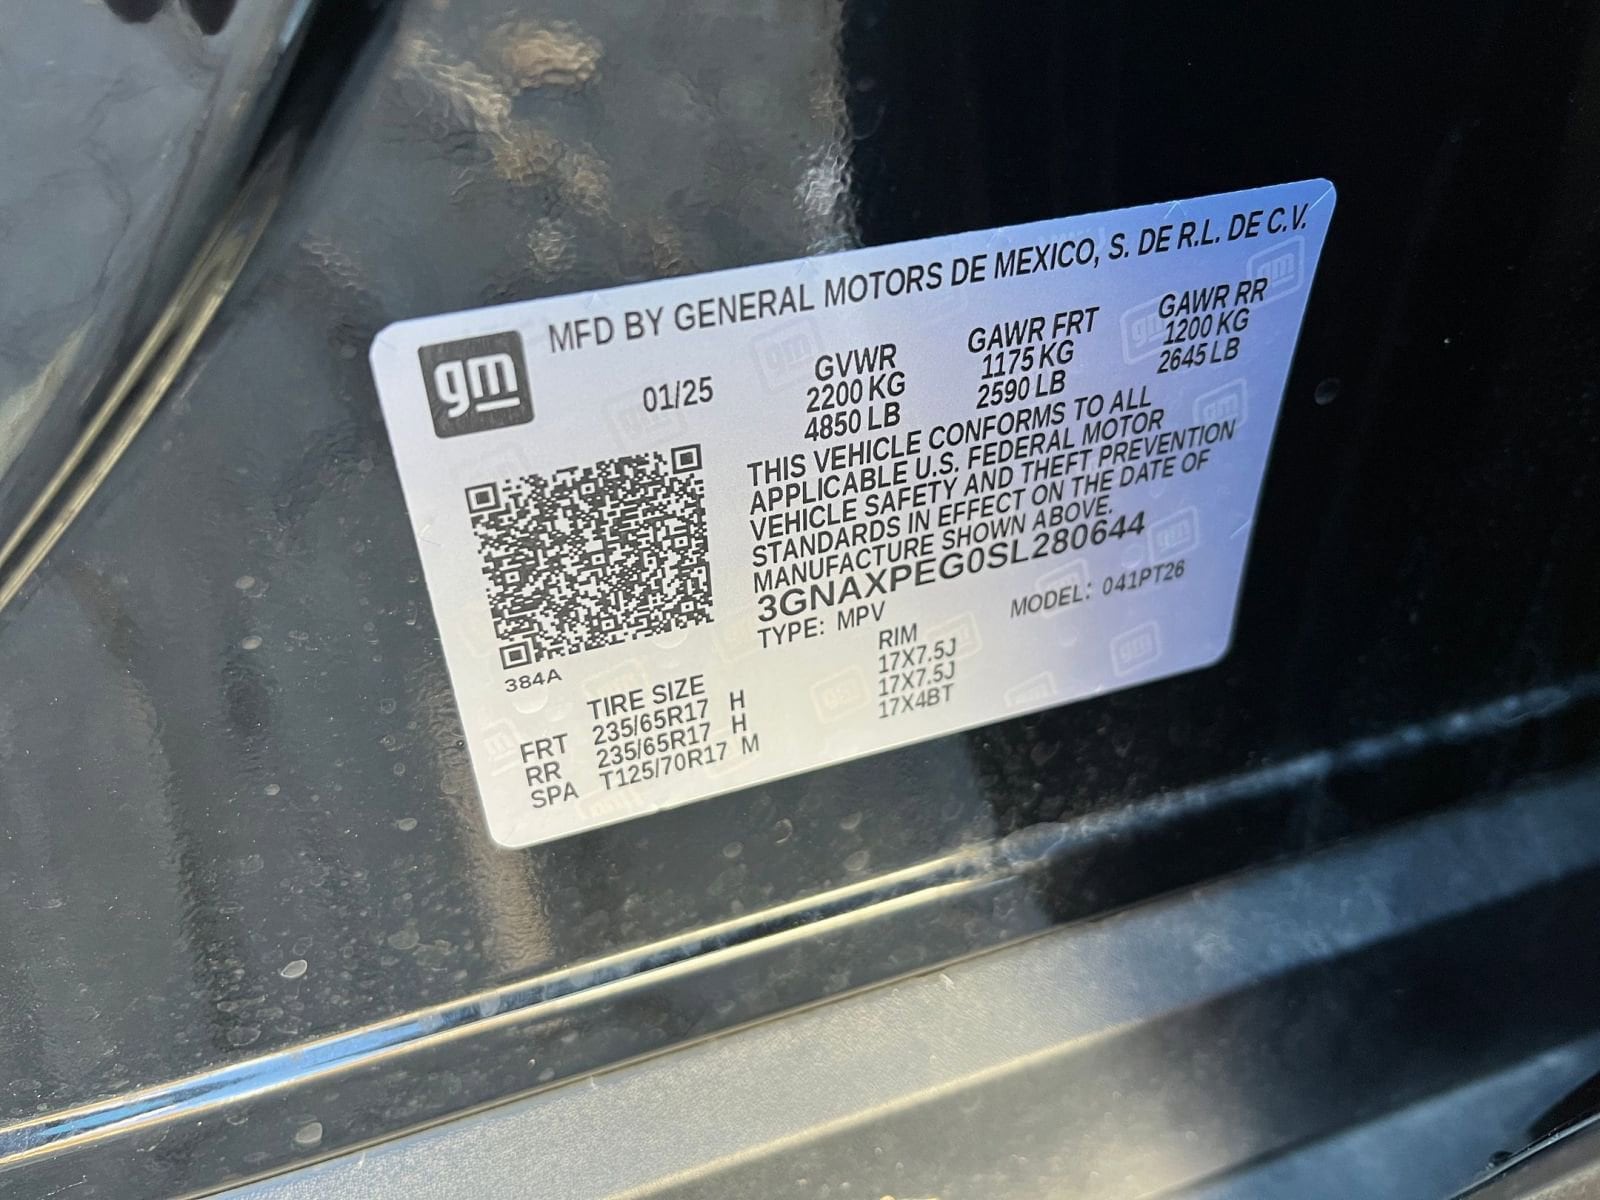 gm
MFD BY GENERAL MOTORS DE MEXICO, S. DE R.L. DE C.V.
01/25
GVWR GAWR FRT GAWR RR
2200 KG 1175 KG 1200 KG
4850 LB 2590 LB 2645 LB
THIS VEHICLE CONFORMS TO ALL
APPLICABLE U.S. FEDERAL MOTOR
VEHICLE SAFETY AND THEFT PREVENTION
STANDARDS IN EFFECT ON THE DATE OF
MANUFACTURE SHOWN ABOVE.
3GNAXPEG0SL280644
TYPE: MPV MODEL: 041PT26
384A
TIRE SIZE RIM
FRT 235/65R17 H 17X7.5J
RR 235/65R17 H 17X7.5J
SPA T125/70R17 M 17X4BT